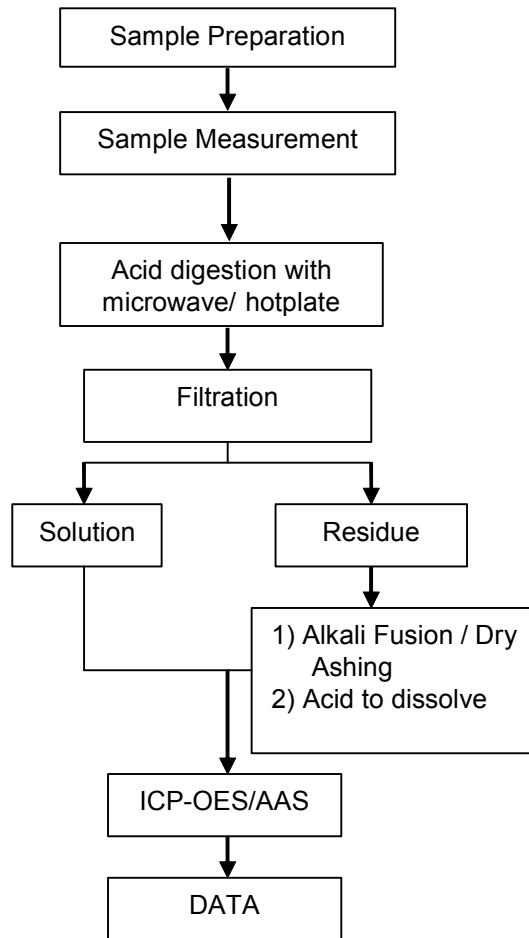 Sample Preparation
Sample Measurement
Acid digestion with
microwave/ hotplate
Filtration
Solution
Residue
1) Alkali Fusion / Dry
Ashing
2) Acid to dissolve
ICP-OES/AAS
DATA